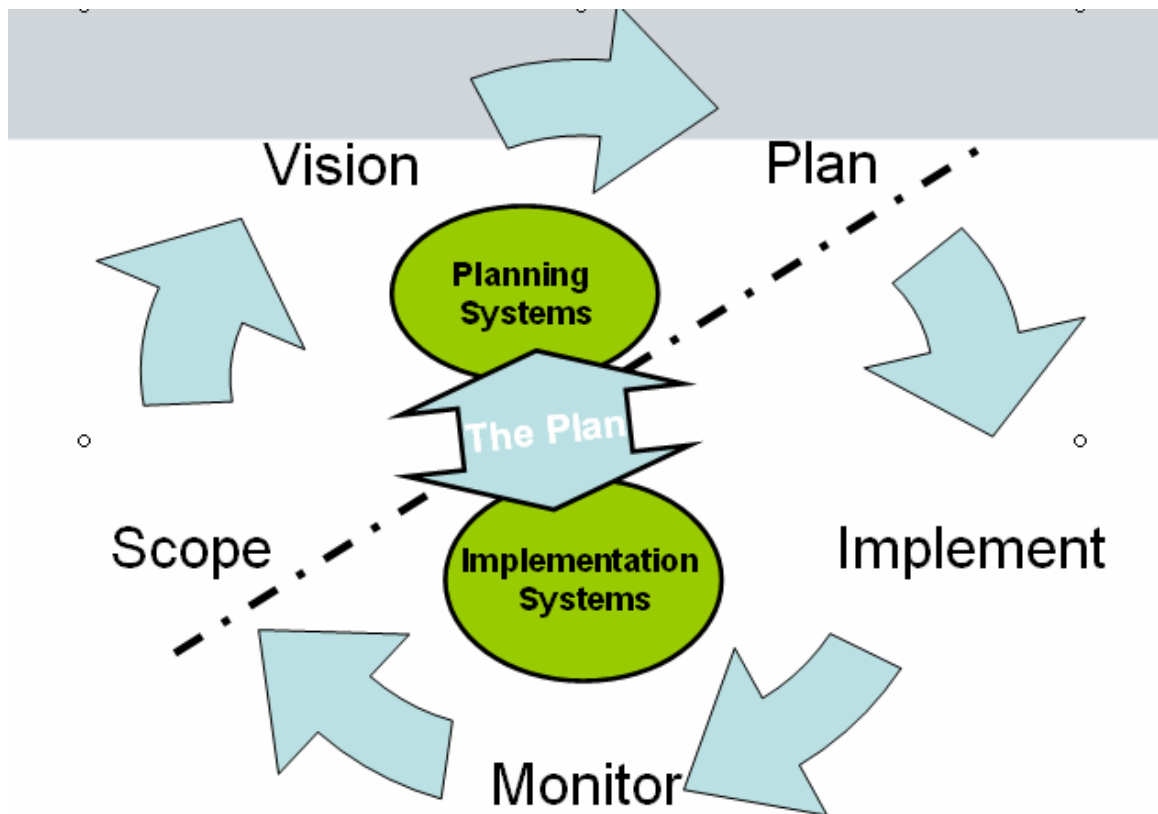 Vision
Plan
Planning
Systems
The Plan
Scope
Implement
Implementation
Systems
Monitor